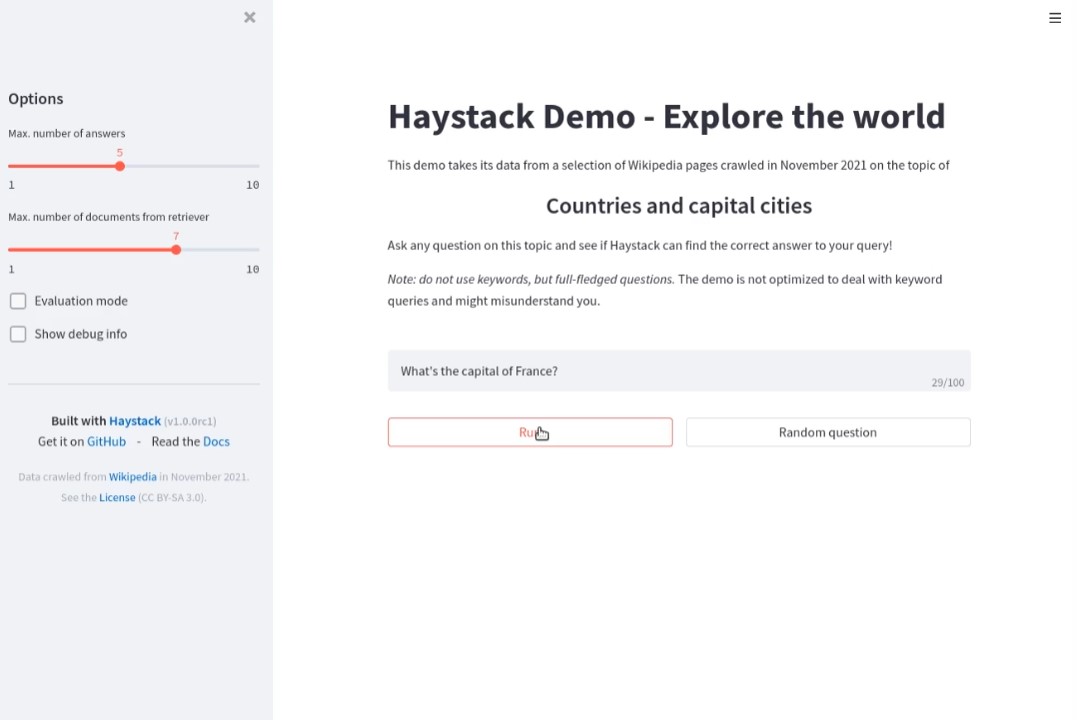 Options
Max. number of answers
5
1 10
Max. number of documents from retriever
7
1 10
Evaluation mode
Show debug info
Built with Haystack (v1.0.0rc1)
Get it on GitHub - Read the Docs
Data crawled from Wikipedia in November 2021.
See the License (CC BY-SA 3.0).
Haystack Demo - Explore the world
This demo takes its data from a selection of Wikipedia pages crawled in November 2021 on the topic of
Countries and capital cities
Ask any question on this topic and see if Haystack can find the correct answer to your query!
Note: do not use keywords, but full-fledged questions. The demo is not optimized to deal with keyword
queries and might misunderstand you.
What's the capital of France?
29/100
Random question